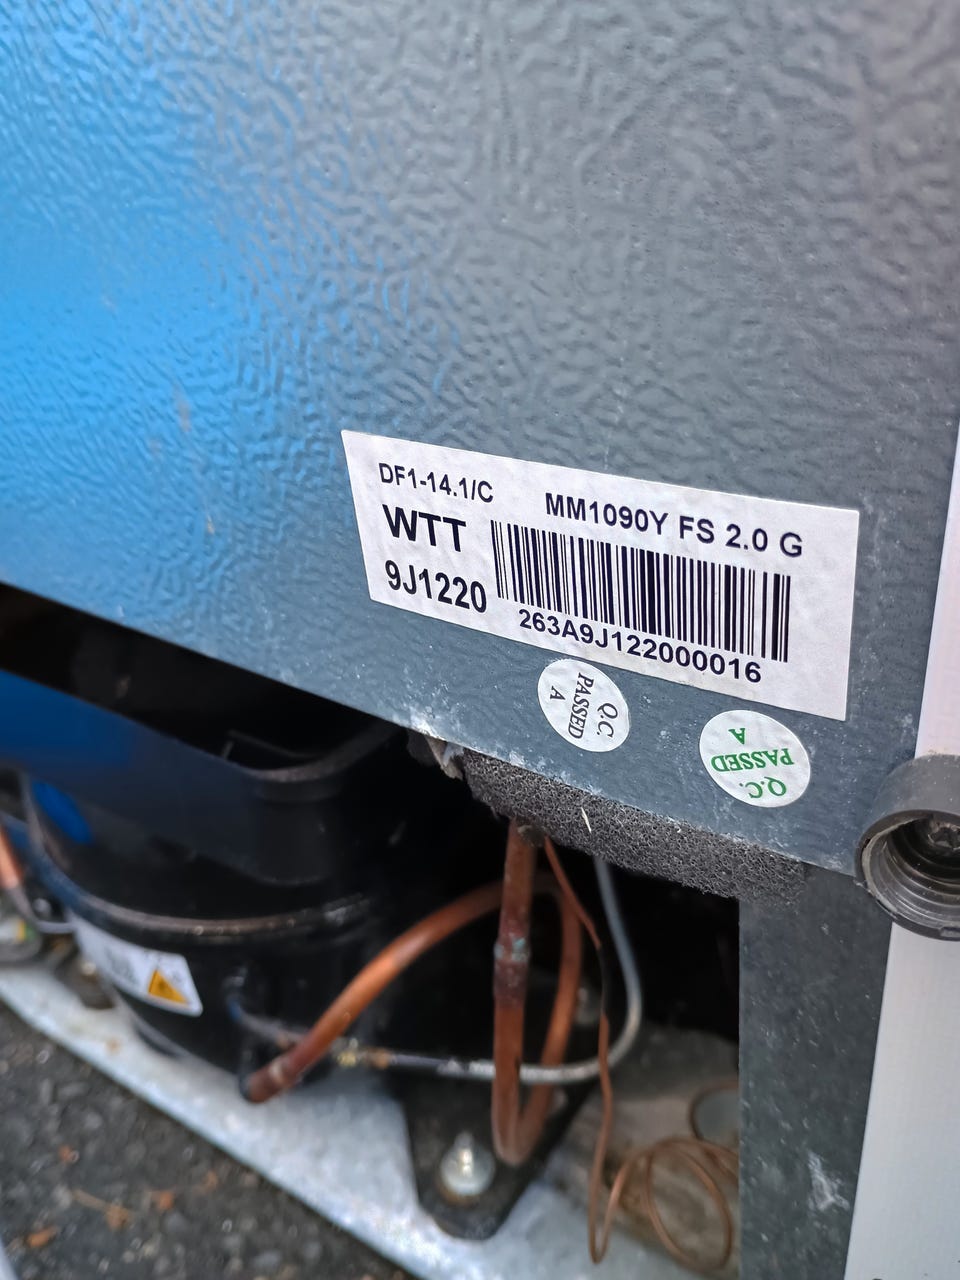 DF1-14.1/C
MM1090Y FS 2.0 G
WTT
9J1220
263A9J122000016
Q.C.
PASSED
A
Q.C.
PASSED
A